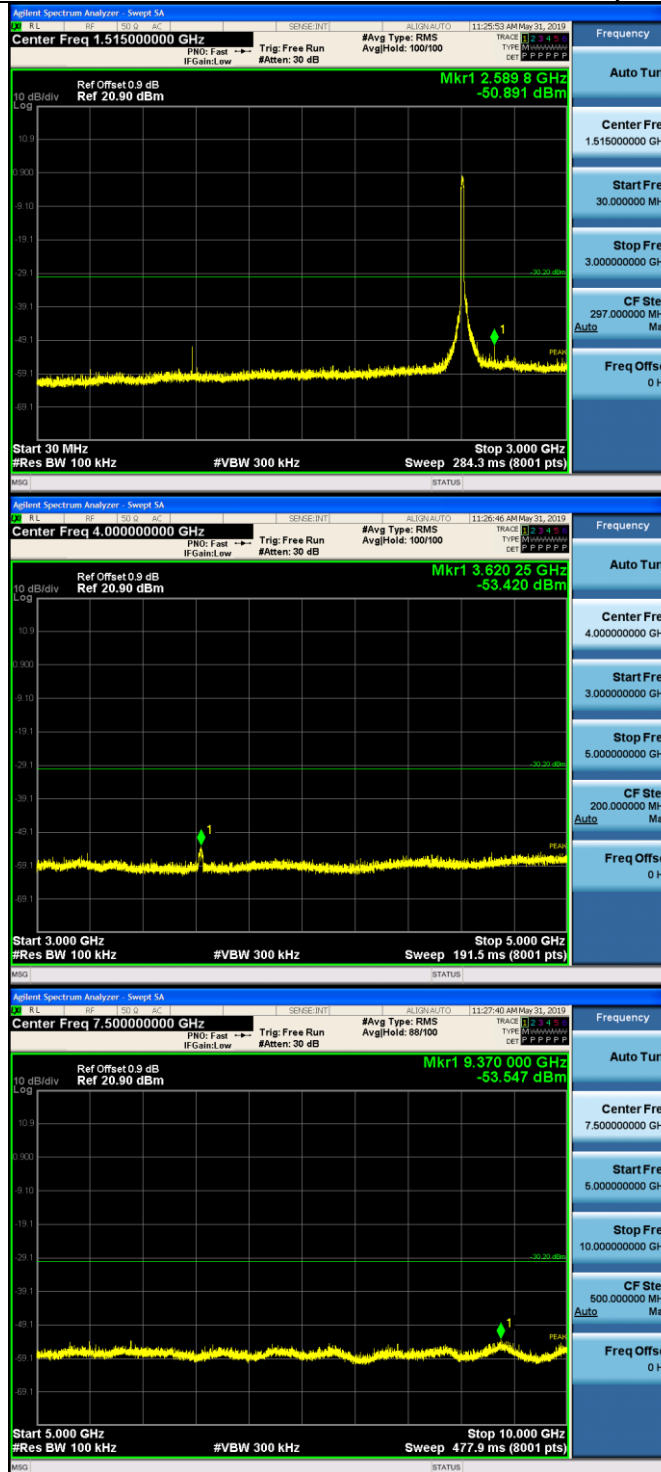 Agilent Spectrum Analyzer - Swept SA
RL RF 50 Ω AC SENSE:INT ALIGNAUTO 11:25:53 AM May 31, 2019
Center Freq 1.515000000 GHz #Avg Type: RMS TRACE 1 2 3 4 5 6 Frequency
PNO: Fast Trig: Free Run Avg|Hold: 100/100 TYPE M
IFGain:Low #Atten: 30 dB DET P P P P P P
Auto Tun
Mkr1 2.589 8 GHz
Ref Offset 0.9 dB
10 dB/div Ref 20.90 dBm -50.891 dBm
Log
Center Fre
1.515000000 GH
10.9
0.900
Start Fre
30.000000 MH
-9.10
-19.1
Stop Fre
3.000000000 GH
-29.1
-30.20 dBm
CF Ste
297.000000 MH
Auto Ma
-39.1
1
-49.1
PEAK
Freq Offse
0 H
-59.1
-69.1
Start 30 MHz Stop 3.000 GHz
#Res BW 100 kHz #VBW 300 kHz Sweep 284.3 ms (8001 pts)
MSG STATUS
Agilent Spectrum Analyzer - Swept SA
RL RF 50 Ω AC SENSE:INT ALIGNAUTO 11:26:46 AM May 31, 2019
Center Freq 4.000000000 GHz #Avg Type: RMS TRACE 1 2 3 4 5 6 Frequency
PNO: Fast Trig: Free Run Avg|Hold: 100/100 TYPE M
IFGain:Low #Atten: 30 dB DET P P P P P P
Auto Tun
Mkr1 3.620 25 GHz
Ref Offset 0.9 dB
10 dB/div Ref 20.90 dBm -53.420 dBm
Log
Center Fre
4.000000000 GH
10.9
0.900
Start Fre
3.000000000 GH
-9.10
-19.1
Stop Fre
5.000000000 GH
-29.1
-30.20 dBm
CF Ste
200.000000 MH
Auto Ma
-39.1
1
-49.1
PEAK
Freq Offse
0 H
-59.1
-69.1
Start 3.000 GHz Stop 5.000 GHz
#Res BW 100 kHz #VBW 300 kHz Sweep 191.5 ms (8001 pts)
MSG STATUS
Agilent Spectrum Analyzer - Swept SA
RL RF 50 Ω AC SENSE:INT ALIGNAUTO 11:27:40 AM May 31, 2019
Center Freq 7.500000000 GHz #Avg Type: RMS TRACE 1 2 3 4 5 6 Frequency
PNO: Fast Trig: Free Run Avg|Hold: 88/100 TYPE M
IFGain:Low #Atten: 30 dB DET P P P P P P
Auto Tun
Mkr1 9.370 000 GHz
Ref Offset 0.9 dB
10 dB/div Ref 20.90 dBm -53.547 dBm
Log
Center Fre
7.500000000 GH
10.9
0.900
Start Fre
5.000000000 GH
-9.10
-19.1
Stop Fre
10.000000000 GH
-29.1
-30.20 dBm
CF Ste
500.000000 MH
Auto Ma
-39.1
1
-49.1
PEAK
Freq Offse
0 H
-59.1
-69.1
Start 5.000 GHz Stop 10.000 GHz
#Res BW 100 kHz #VBW 300 kHz Sweep 477.9 ms (8001 pts)
MSG STATUS